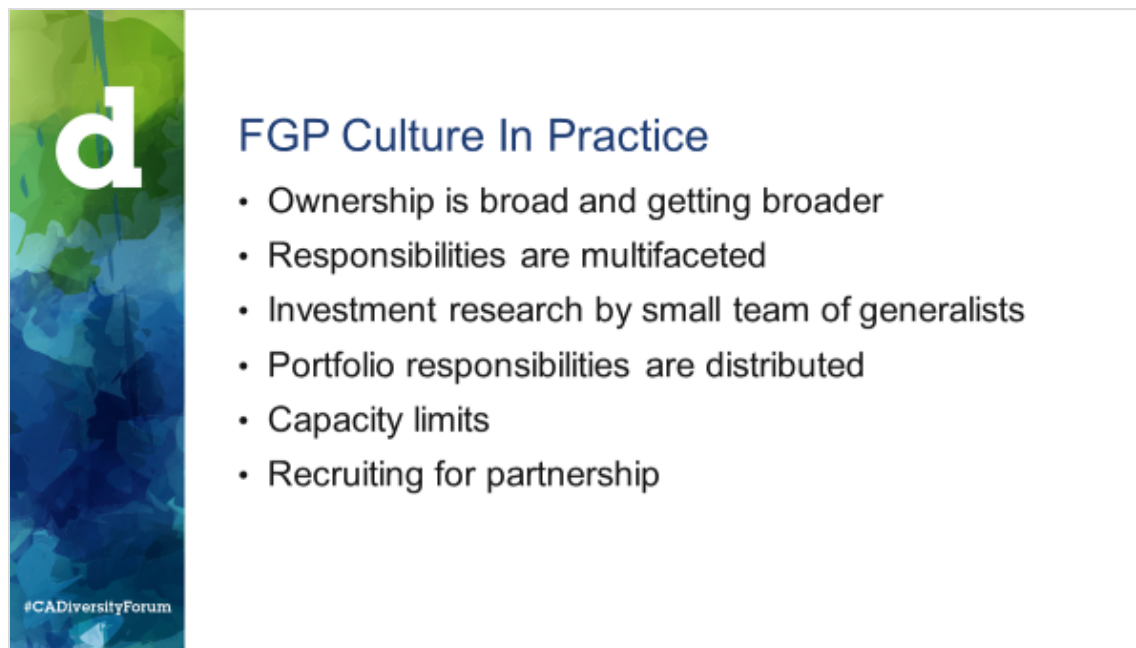 d
FGP Culture In Practice
• Ownership is broad and getting broader
• Responsibilities are multifaceted
• Investment research by small team of generalists
• Portfolio responsibilities are distributed
• Capacity limits
• Recruiting for partnership
#CADiversityForum